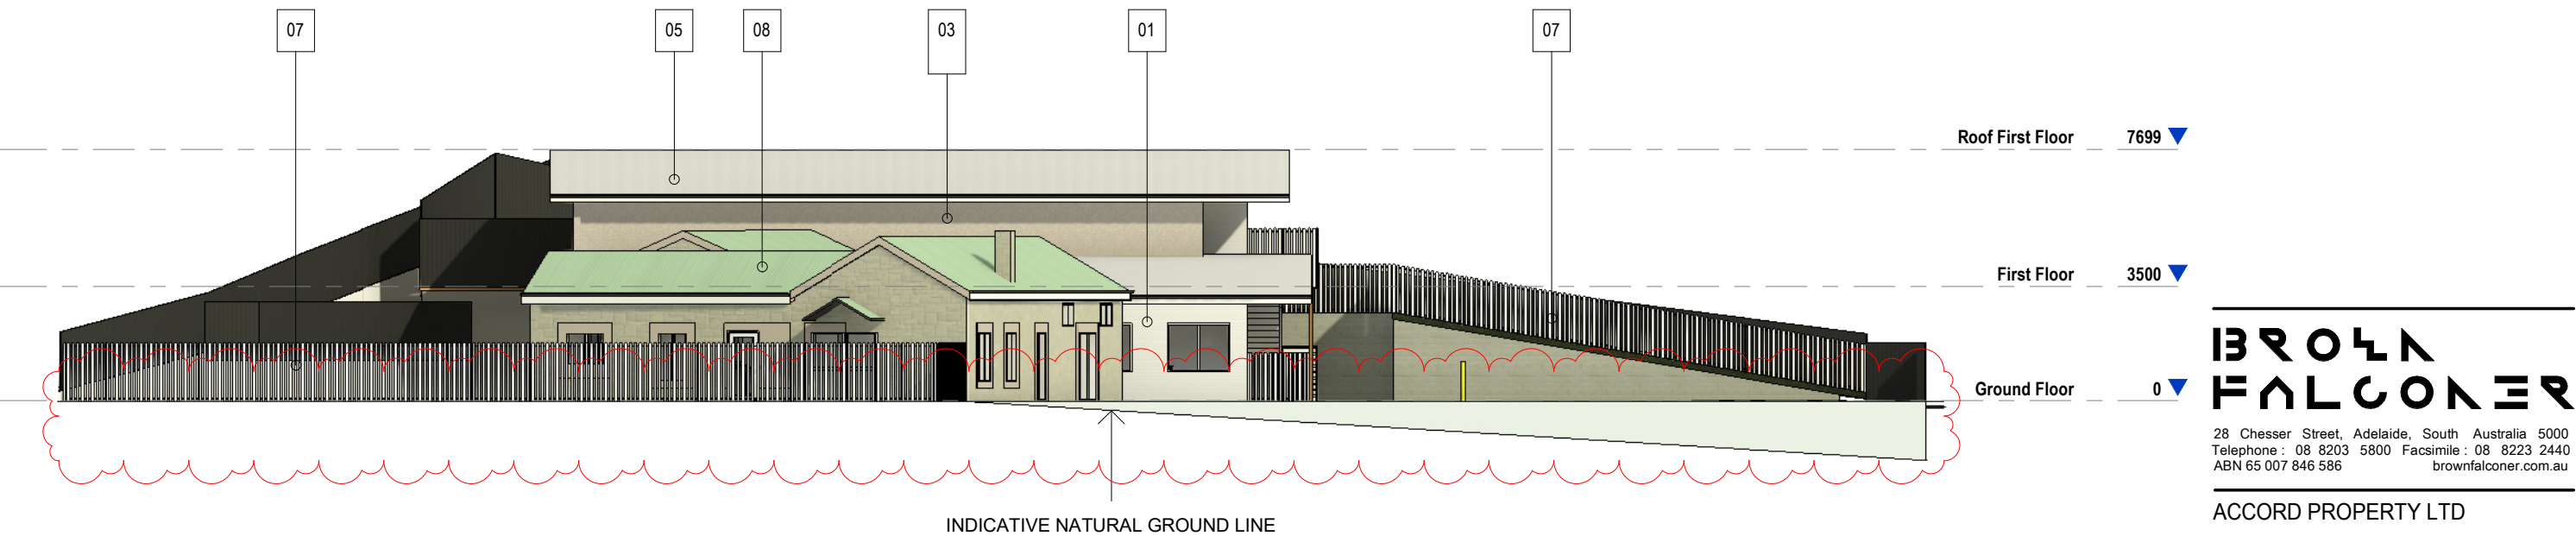 07 05 08 03 01 07
Roof First Floor 7699
First Floor 3500
Ground Floor 0
INDICATIVE NATURAL GROUND LINE
BROWN
FALCONER
28 Chesser Street, Adelaide, South Australia 5000
Telephone : 08 8203 5800 Facsimile : 08 8223 2440
ABN 65 007 846 586 brownfalconer.com.au
ACCORD PROPERTY LTD